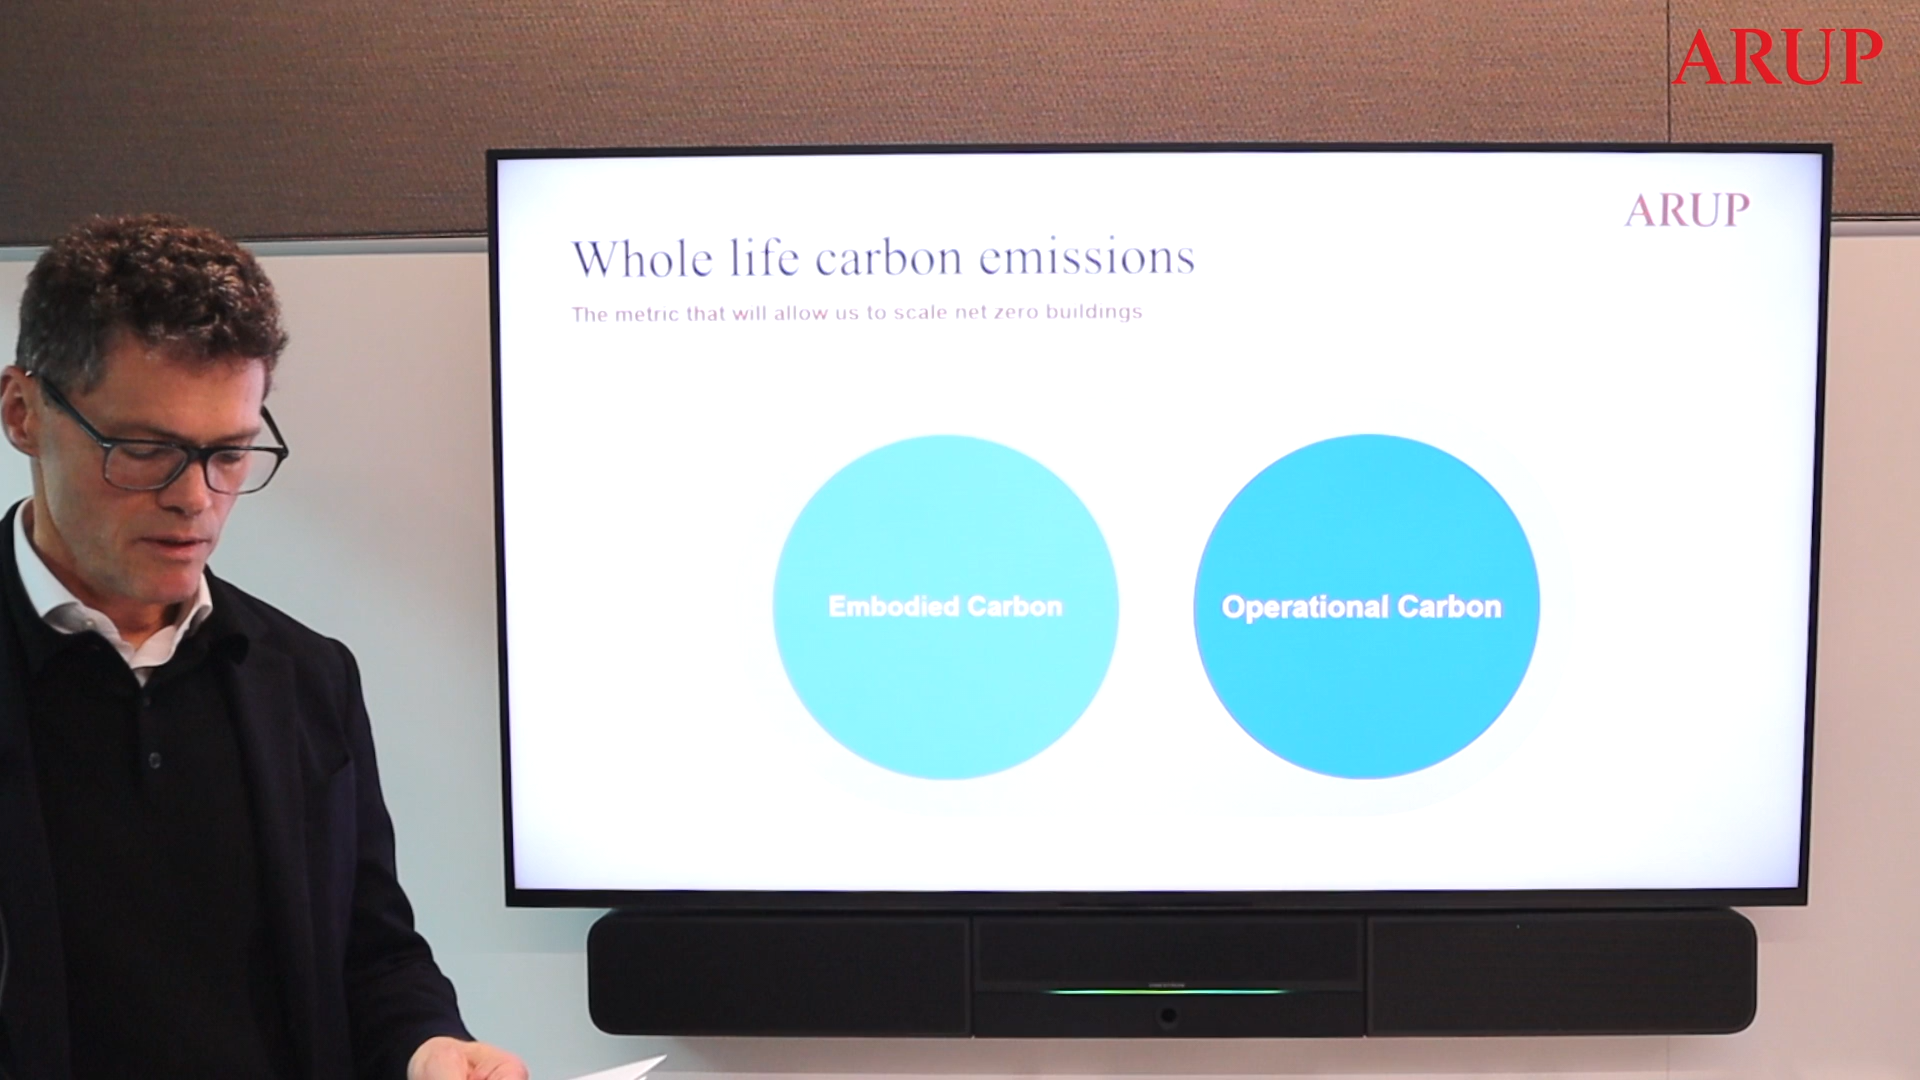 ARUP
ARUP
Whole life carbon emissions
The metric that will allow us to scale net zero buildings
Embodied Carbon
Operational Carbon